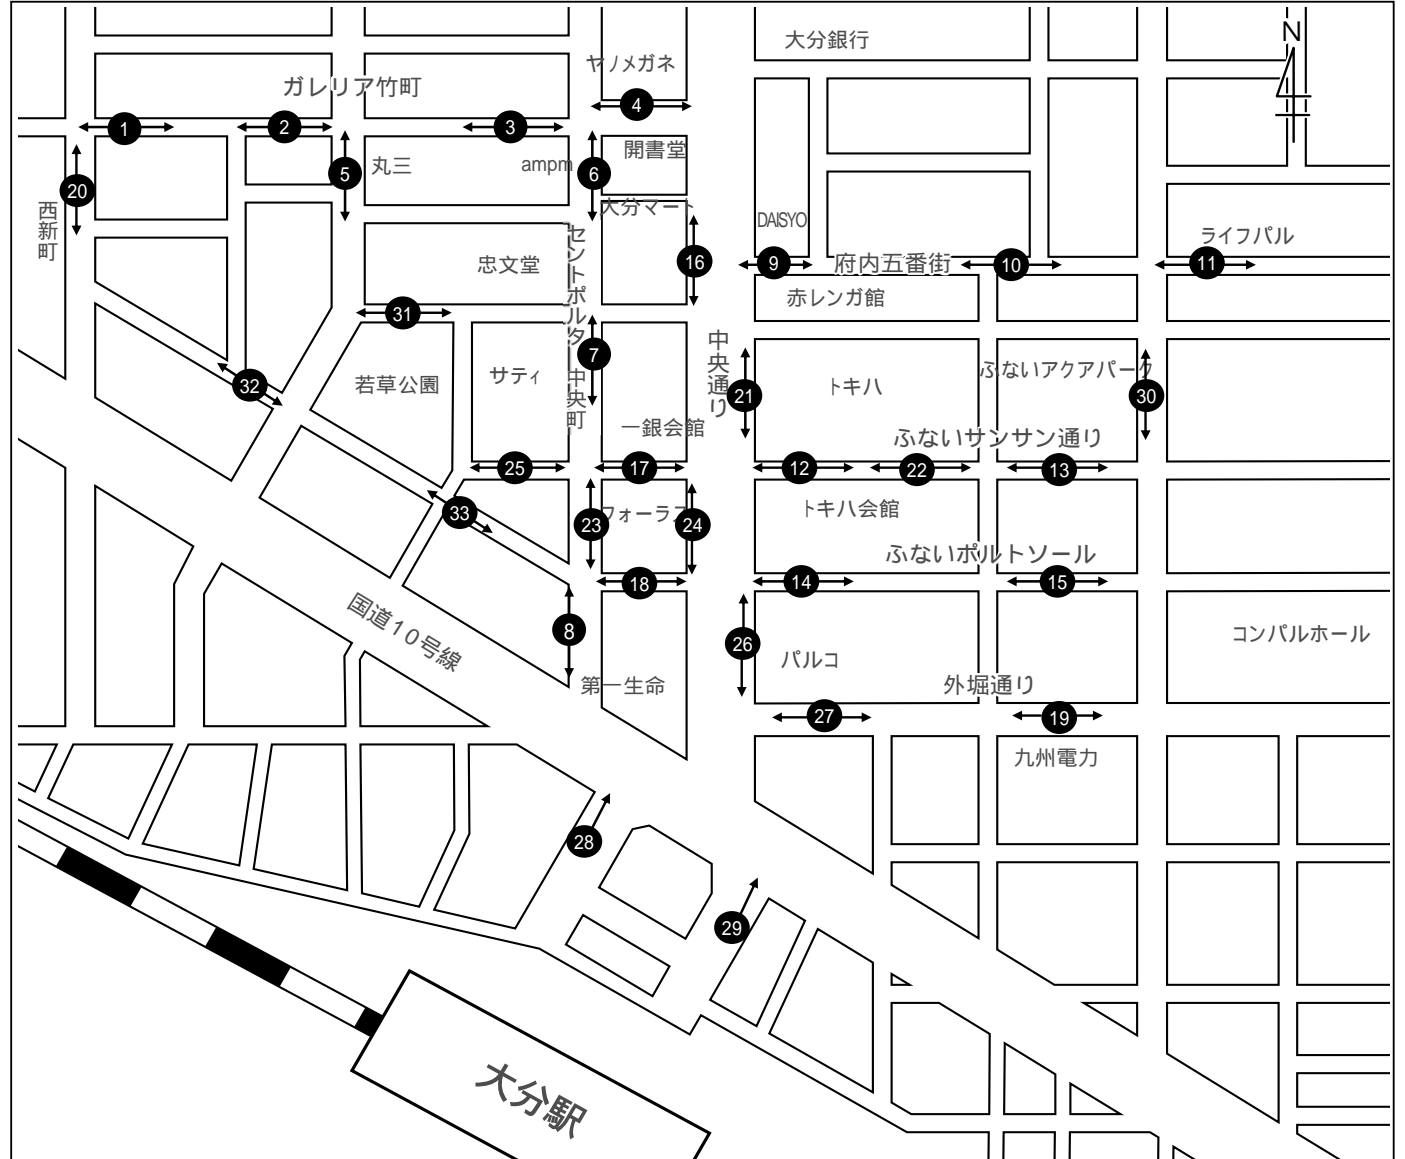 大分銀行
N
ヤノメガネ
ガレリア竹町
4
1
2
3
開書堂
ampm
丸三
5
6
20
西新町
大分マート
DAISYO
セントポルタ中央町
忠文堂
16
9
府内五番街
10
11
ライフパル
赤レンガ館
31
7
中央通り
32
若草公園
サティ
21
トキハ
ふないアクアパーク
30
一銀会館
ふないサンサン通り
25
17
12
22
13
33
23
フォーラス
24
トキハ会館
ふないポルトソール
18
14
15
国道10号線
8
26
パルコ
コンパルホール
第一生命
外堀通り
27
19
九州電力
28
29
大分駅